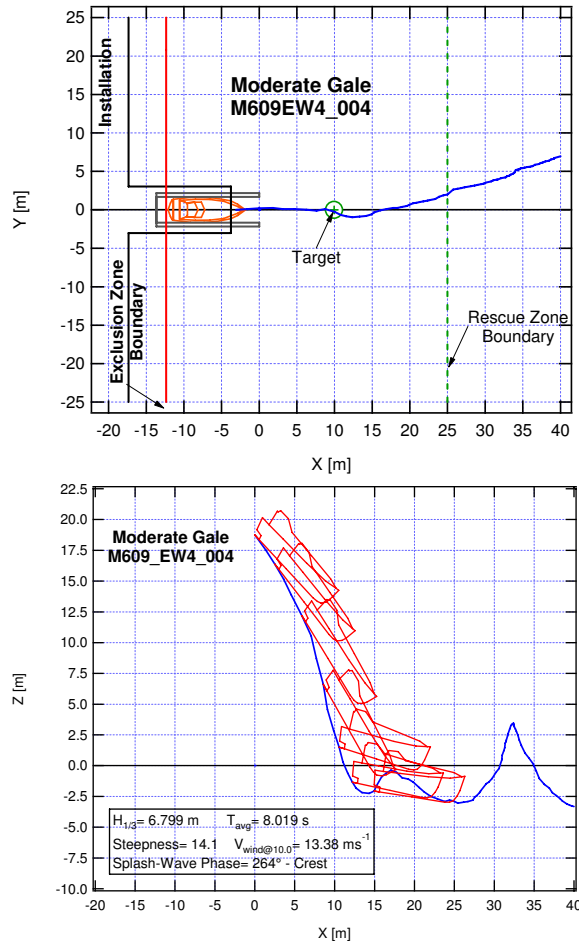 Moderate Gale
M609EW4_004
Installation
Exclusion Zone
Boundary
Target
Rescue Zone
Boundary
25
20
15
10
5
0
-5
-10
-15
-20
-25
Y [m]
-20 -15 -10 -5 0 5 10 15 20 25 30 35 40
X [m]
Moderate Gale
M609_EW4_004
22.5
20.0
17.5
15.0
12.5
10.0
7.5
5.0
2.5
0.0
-2.5
-5.0
-7.5
-10.0
Z [m]
H1/3= 6.799 m Tavg= 8.019 s
Steepness= 14.1 Vwind@10.0= 13.38 ms-1
Splash-Wave Phase= 264° - Crest
-20 -15 -10 -5 0 5 10 15 20 25 30 35 40
X [m]